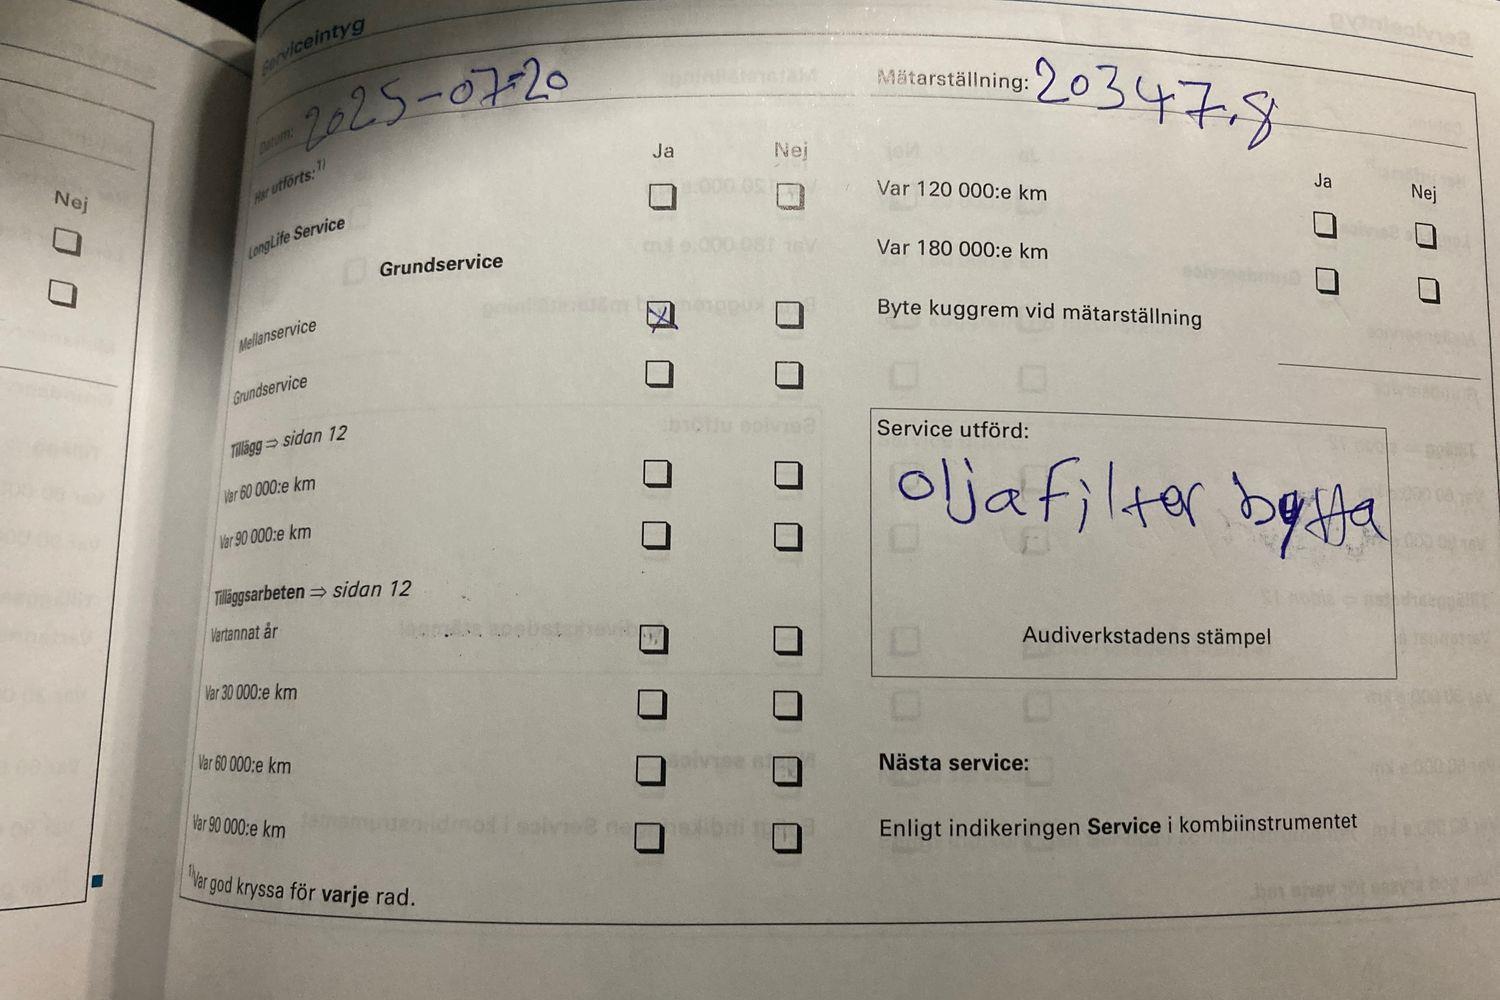 Serviceintyg
Datum: 2025-07-20
Mätarställning: 20347.8
Har utförts:1)
Ja Nej
LongLife Service
Grundservice
Mellanservice
Grundservice
Tillägg ⇒ sidan 12
Var 60 000:e km
Var 90 000:e km
Tilläggsarbeten ⇒ sidan 12
Vartannat år
Var 30 000:e km
Var 60 000:e km
Var 90 000:e km
1)Var god kryssa för varje rad.
Ja Nej
Var 120 000:e km
Var 180 000:e km
Byte kuggrem vid mätarställning
Service utförd:
olja filter bytta
Audiverkstadens stämpel
Nästa service:
Enligt indikeringen Service i kombiinstrumentet
Nej